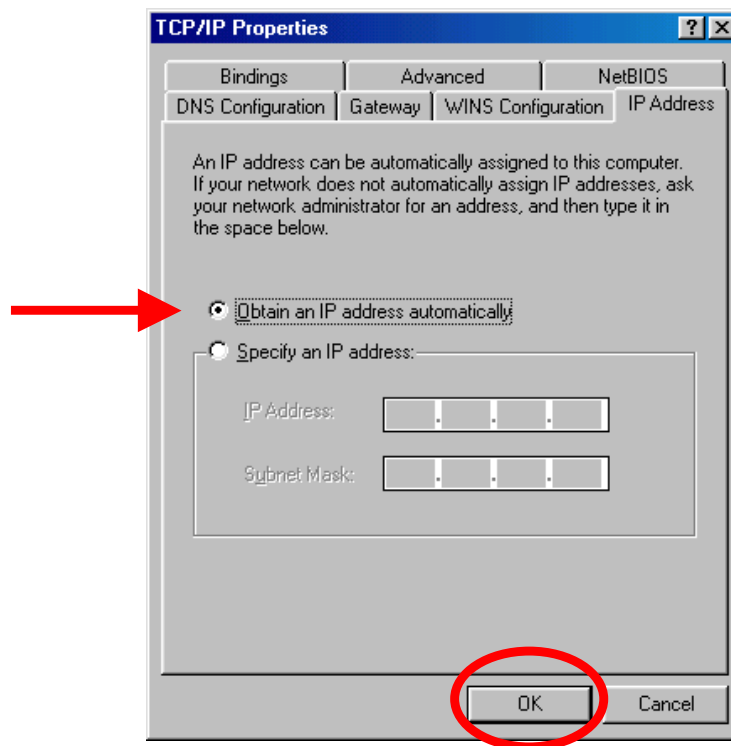 TCP/IP Properties
Bindings Advanced NetBIOS
DNS Configuration Gateway WINS Configuration IP Address
An IP address can be automatically assigned to this computer.
If your network does not automatically assign IP addresses, ask
your network administrator for an address, and then type it in
the space below.
Obtain an IP address automatically
Specify an IP address:
IP Address:
Subnet Mask:
OK Cancel